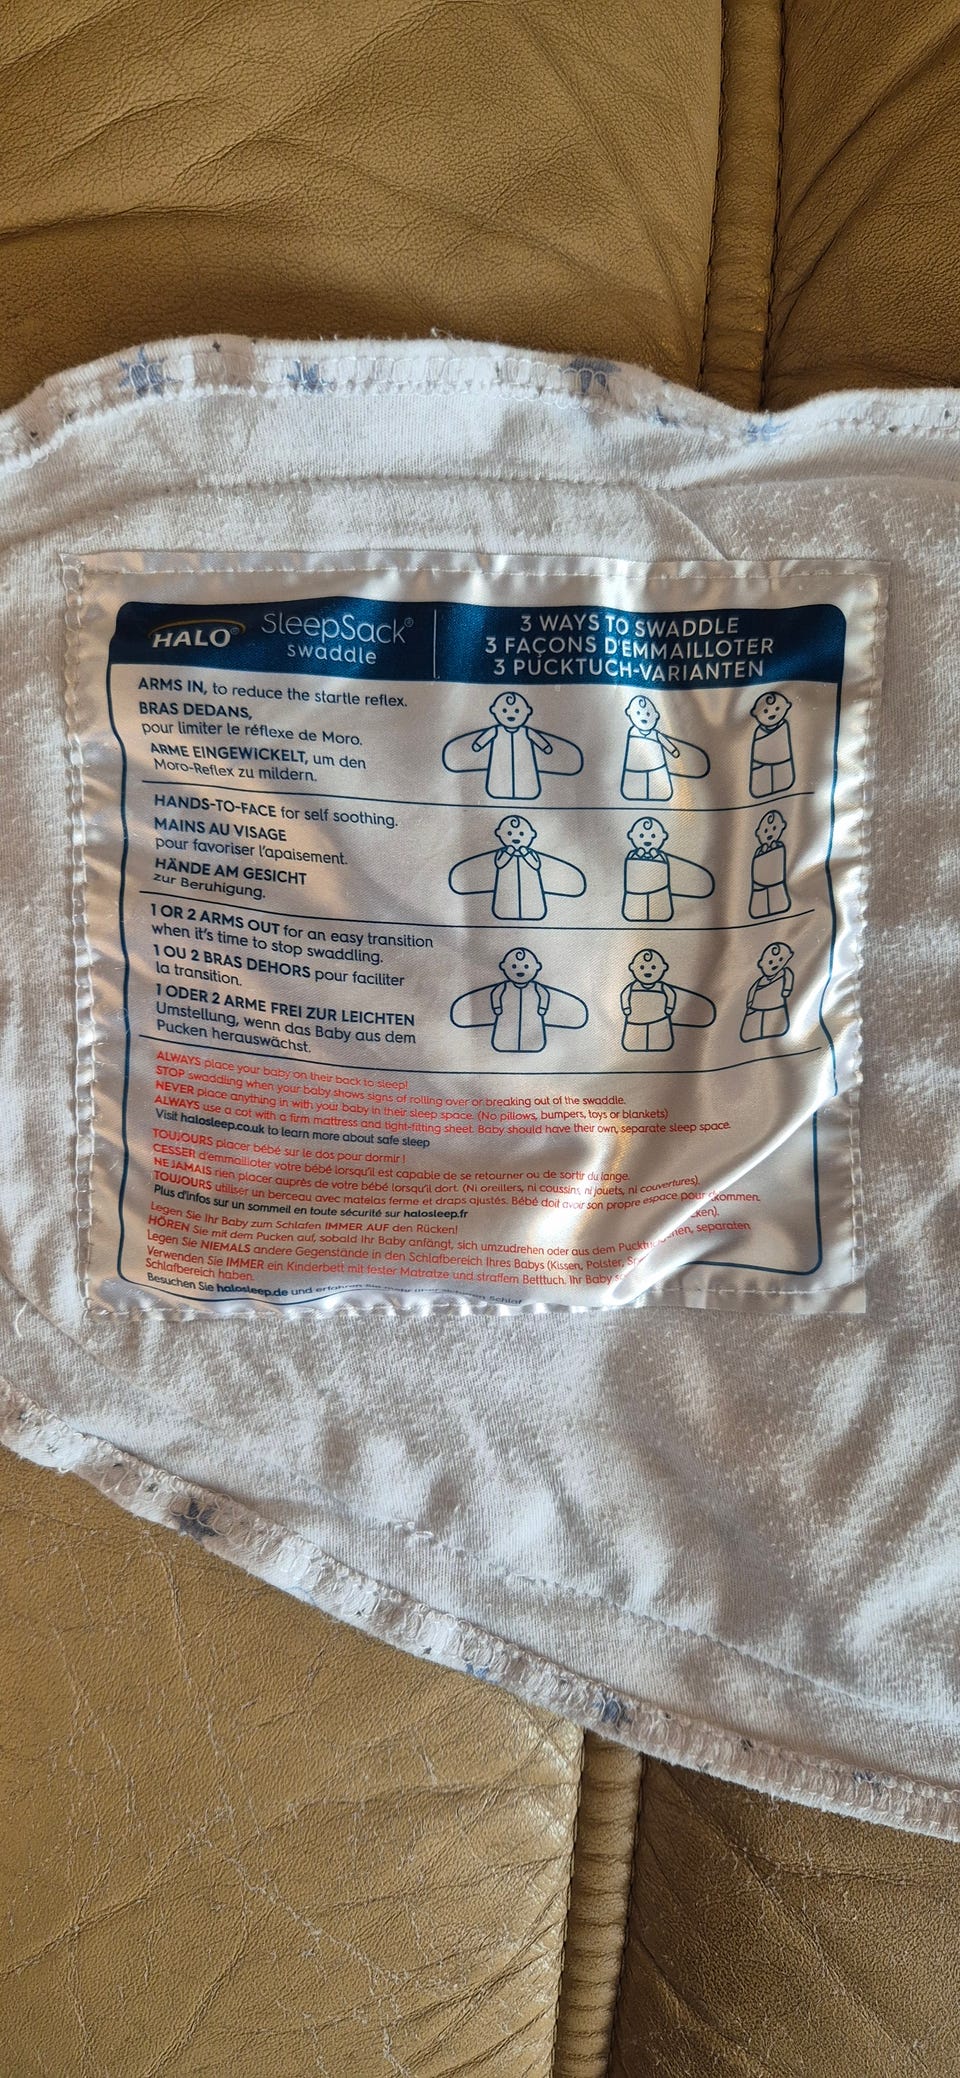 HALO® SleepSack®
swaddle
3 WAYS TO SWADDLE
3 FAÇONS D'EMMAILLOTER
3 PUCKTUCH-VARIANTEN
ARMS IN, to reduce the startle reflex.
BRAS DEDANS,
pour limiter le réflexe de Moro.
ARME EINGEWICKELT, um den
Moro-Reflex zu mildern.
HANDS-TO-FACE for self soothing.
MAINS AU VISAGE
pour favoriser l'apaisement.
HÄNDE AM GESICHT
zur Beruhigung.
1 OR 2 ARMS OUT for an easy transition
when it's time to stop swaddling.
1 OU 2 BRAS DEHORS pour faciliter
la transition.
1 ODER 2 ARME FREI ZUR LEICHTEN
Umstellung, wenn das Baby aus dem
Pucken herauswächst.
ALWAYS place your baby on their back to sleep!
STOP swaddling when your baby shows signs of rolling over or breaking out of the swaddle.
NEVER place anything in with your baby in their sleep space. (No pillows, bumpers, toys or blankets)
ALWAYS use a cot with a firm mattress and tight-fitting sheet. Baby should have their own, separate sleep space.
Visit halosleep.co.uk to learn more about safe sleep
TOUJOURS placer bébé sur le dos pour dormir !
CESSER d'emmailloter votre bébé lorsqu'il est capable de se retourner ou de sortir du lange.
NE JAMAIS rien placer auprès de votre bébé lorsqu'il dort. (Ni oreillers, ni coussins, ni jouets, ni couvertures).
TOUJOURS utiliser un berceau avec matelas ferme et draps ajustés. Bébé doit avoir son propre espace pour
Plus d'infos sur un sommeil en toute sécurité sur halosleep.fr
Legen Sie Ihr Baby zum Schlafen IMMER AUF den Rücken!
HÖREN Sie mit dem Pucken auf, sobald Ihr Baby anfängt, sich umzudrehen oder aus dem kommen.
Legen Sie NIEMALS andere Gegenstände in den Schlafbereich Ihres Babys (Kissen, Polster,
Verwenden Sie IMMER ein Kinderbett mit fester Matratze und straffem Betttuch. Ihr Baby separaten
Schlafbereich haben.
Besuchen Sie halosleep.de und erfahren Sie mehr